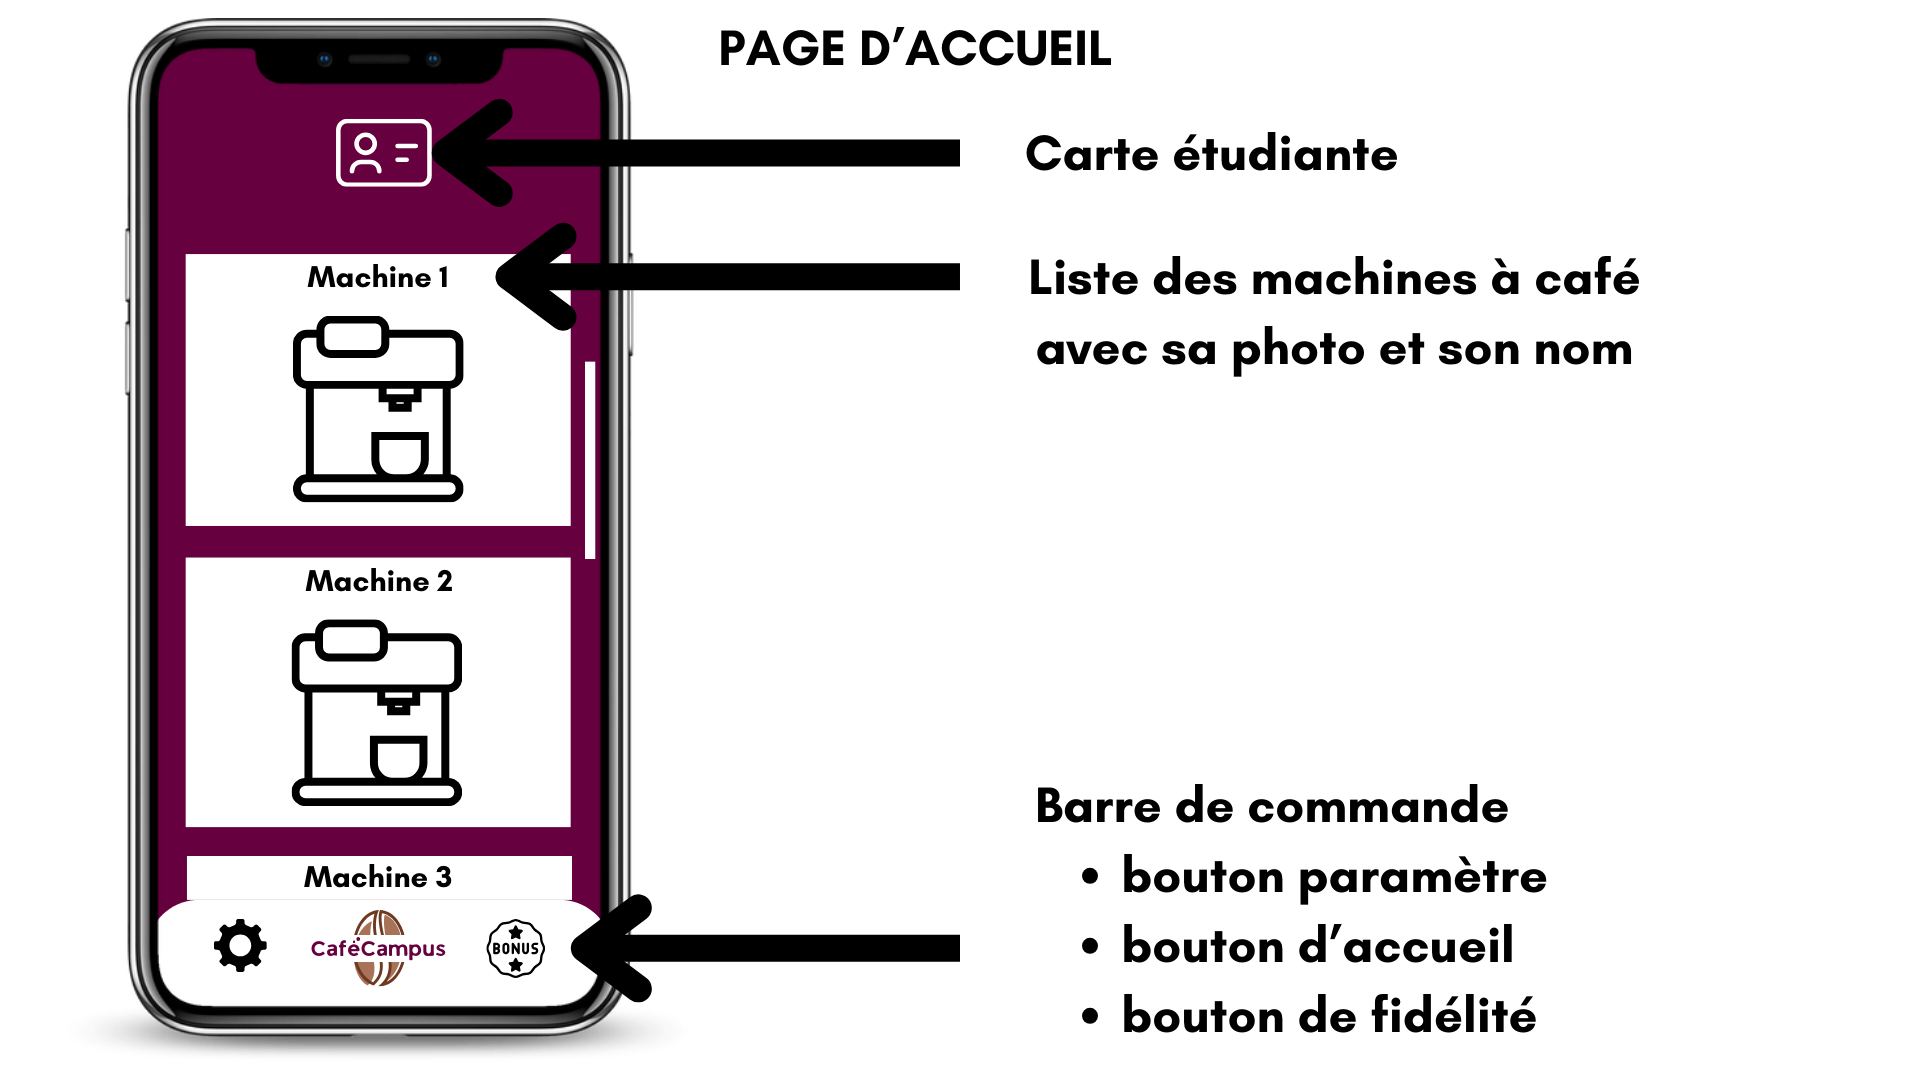 PAGE D’ACCUEIL
Carte étudiante
Machine 1
Liste des machines à café
avec sa photo et son nom
Machine 2
Machine 3
CaféCampus
BONUS
Barre de commande
• bouton paramètre
• bouton d’accueil
• bouton de fidélité